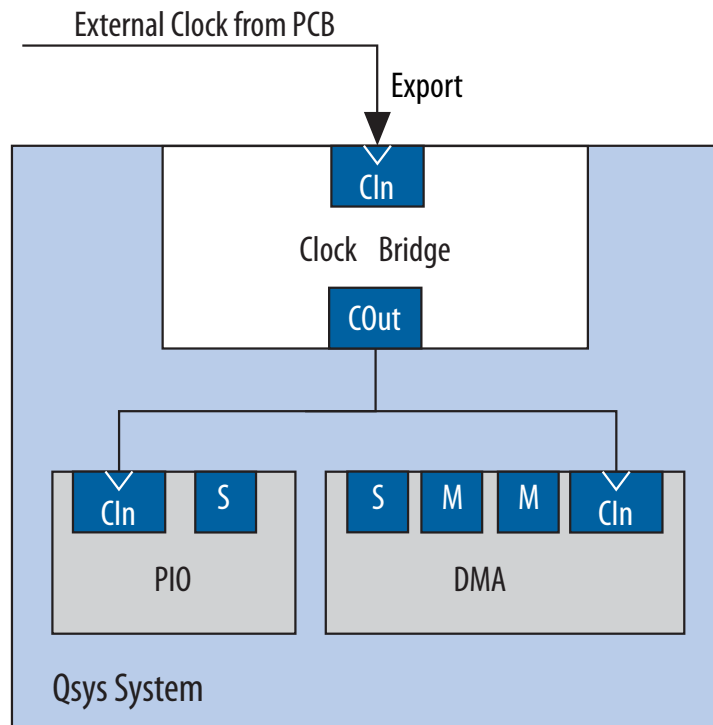 External Clock from PCB
Export
CIn
Clock Bridge
COut
CIn S
S M M CIn
PIO
DMA
Qsys System